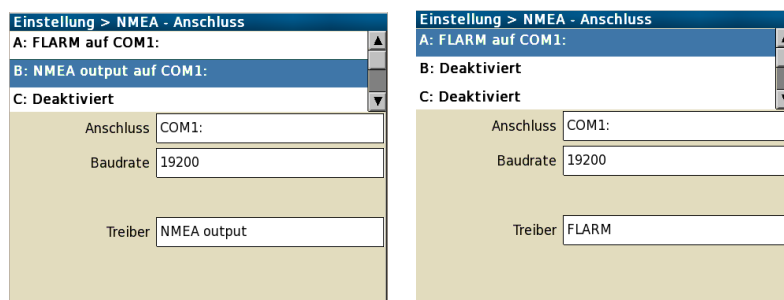 Einstellung > NMEA - Anschluss
A: FLARM auf COM1:
B: NMEA output auf COM1:
C: Deaktiviert
Anschluss COM1:
Baudrate 19200
Treiber NMEA output
Einstellung > NMEA - Anschluss
A: FLARM auf COM1:
B: Deaktiviert
C: Deaktiviert
Anschluss COM1:
Baudrate 19200
Treiber FLARM